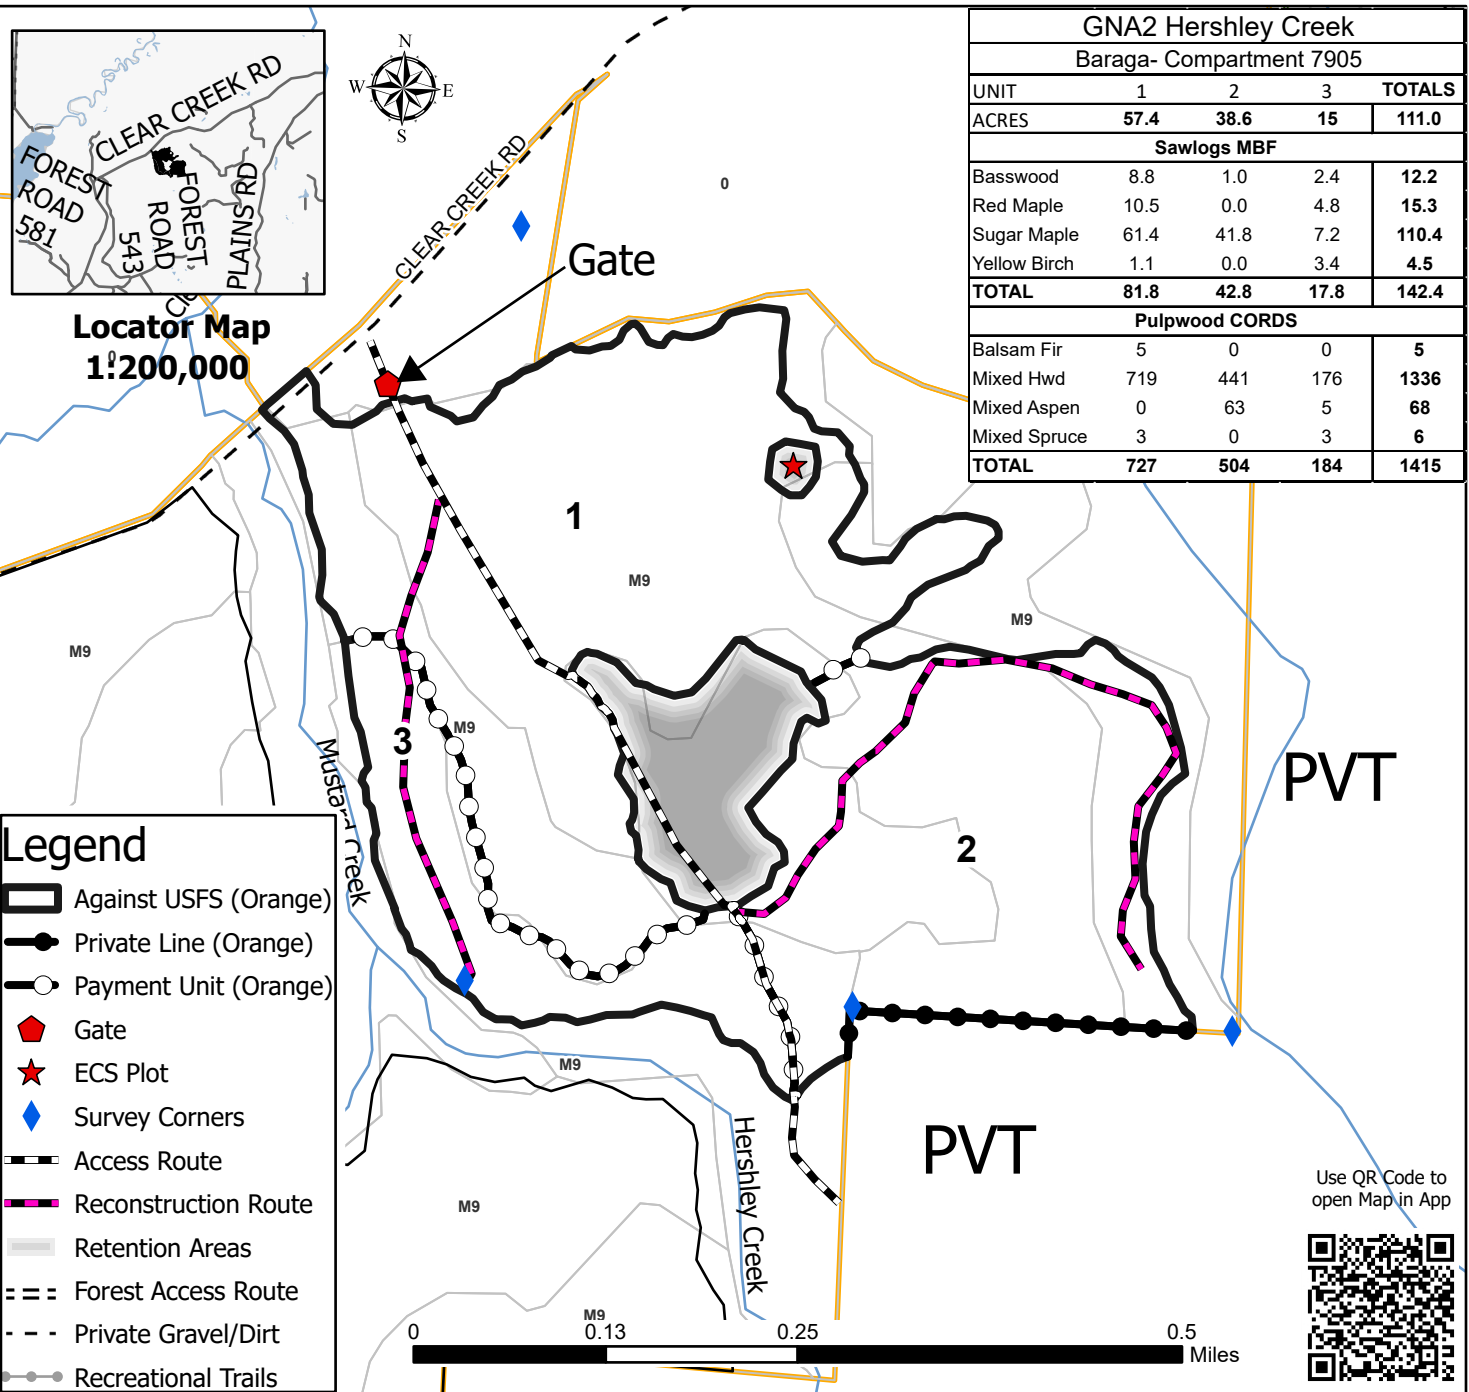 GNA2 Hershley Creek
Baraga- Compartment 7905
UNIT 1 2 3 TOTALS
ACRES 57.4 38.6 15 111.0
Sawlogs MBF
Basswood 8.8 1.0 2.4 12.2
Red Maple 10.5 0.0 4.8 15.3
Sugar Maple 61.4 41.8 7.2 110.4
Yellow Birch 1.1 0.0 3.4 4.5
TOTAL 81.8 42.8 17.8 142.4
Pulpwood CORDS
Balsam Fir 5 0 0 5
Mixed Hwd 719 441 176 1336
Mixed Aspen 0 63 5 68
Mixed Spruce 3 0 3 6
TOTAL 727 504 184 1415
CLEAR CREEK RD
FOREST
ROAD
581
FOREST
ROAD
543
PLAINS RD
Locator Map
1:200,000
0
N
W E
S
CLEAR CREEK RD
0
Gate
1
M9
M9
M9
M9
3
2
Mustard Creek
PVT
PVT
M9
Hershley Creek
M9
M9
Legend
Against USFS (Orange)
Private Line (Orange)
Payment Unit (Orange)
Gate
ECS Plot
Survey Corners
Access Route
Reconstruction Route
Retention Areas
Forest Access Route
Private Gravel/Dirt
Recreational Trails
0 0.13 0.25 0.5
Miles
Use QR Code to
open Map in App